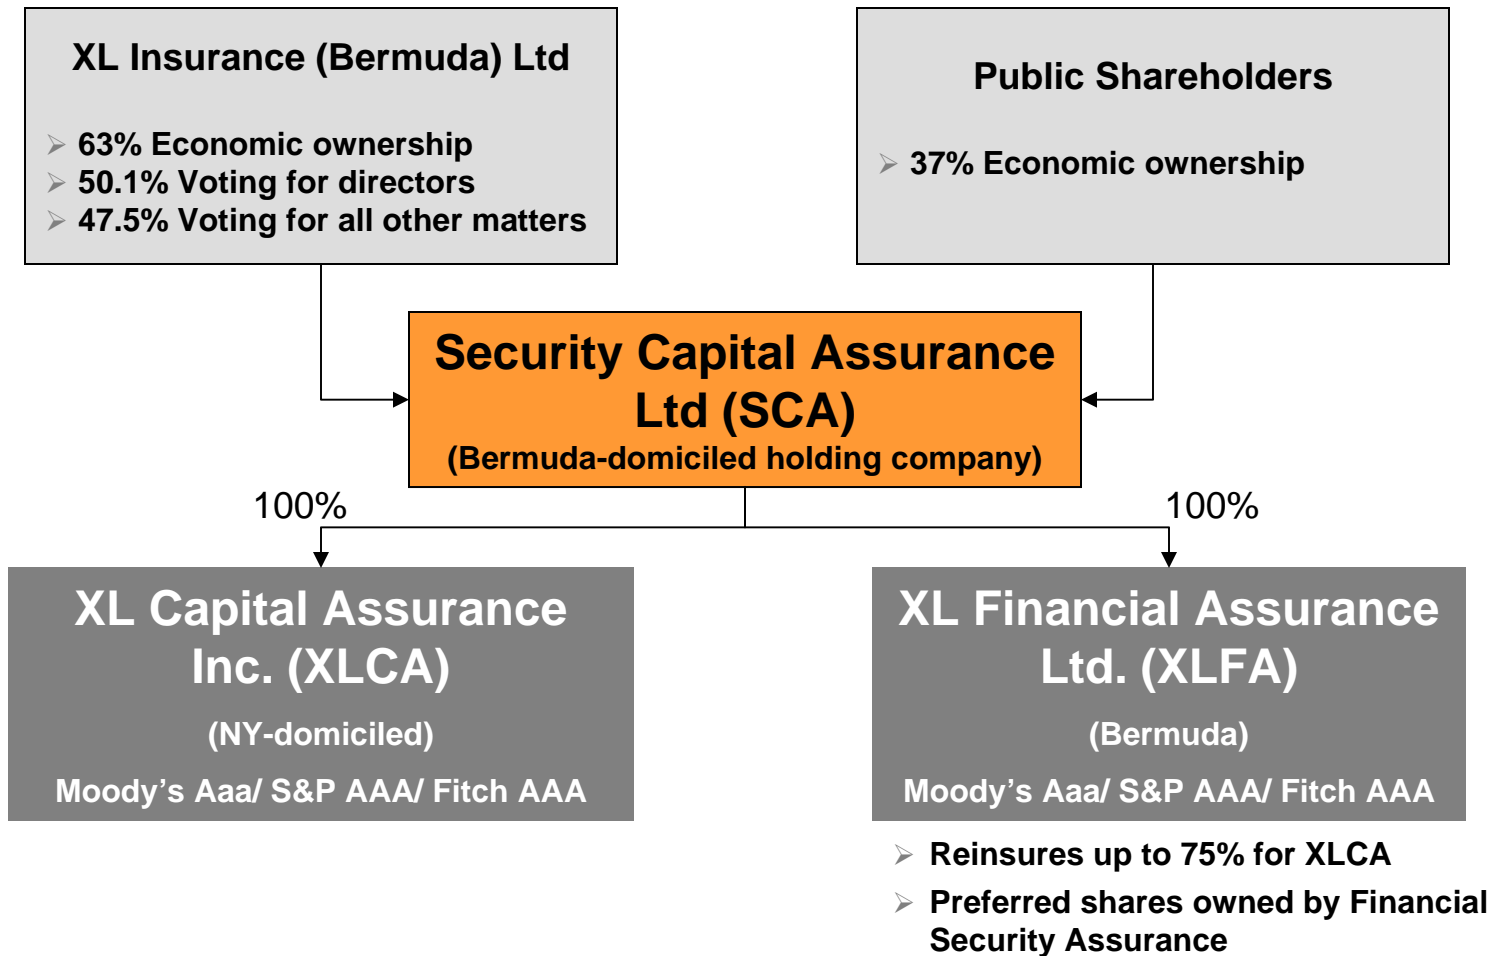 XL Insurance (Bermuda) Ltd
➢ 63% Economic ownership
➢ 50.1% Voting for directors
➢ 47.5% Voting for all other matters
Public Shareholders
➢ 37% Economic ownership
Security Capital Assurance
Ltd (SCA)
(Bermuda-domiciled holding company)
100%
100%
XL Capital Assurance
Inc. (XLCA)
(NY-domiciled)
Moody’s Aaa/ S&P AAA/ Fitch AAA
XL Financial Assurance
Ltd. (XLFA)
(Bermuda)
Moody’s Aaa/ S&P AAA/ Fitch AAA
➢ Reinsures up to 75% for XLCA
➢ Preferred shares owned by Financial
Security Assurance